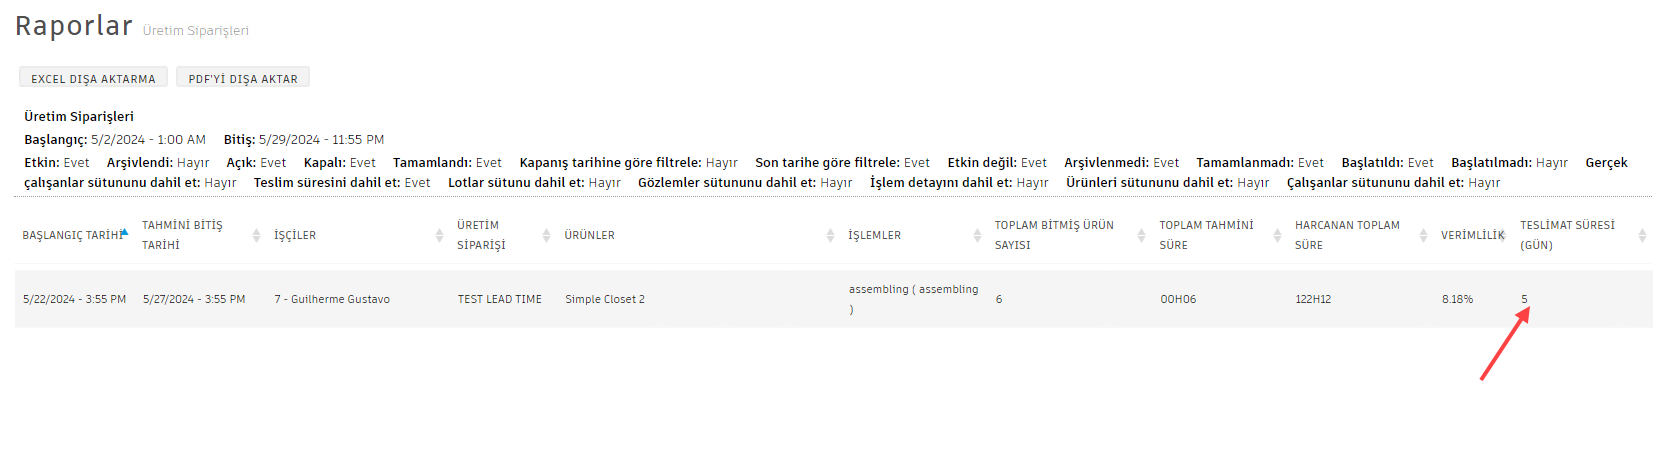 Raporlar Üretim Siparişleri
EXCEL DIŞA AKTARMA PDF'Yİ DIŞA AKTAR
Üretim Siparişleri
Başlangıç: 5/2/2024 - 1:00 AM Bitiş: 5/29/2024 - 11:55 PM
Etkin: Evet Arşivlendi: Hayır Açık: Evet Kapalı: Evet Tamamlandı: Evet Kapanış tarihine göre filtrele: Hayır Son tarihe göre filtrele: Evet Etkin değil: Evet Arşivlenmedi: Evet Tamamlanmadı: Evet Başlatıldı: Evet Başlatılmadı: Hayır Gerçek
çalışanlar sütununu dahil et: Hayır Teslim süresini dahil et: Evet Lotlar sütunu dahil et: Hayır Gözlemler sütununu dahil et: Hayır İşlem detayını dahil et: Hayır Ürünleri sütununu dahil et: Hayır Çalışanlar sütununu dahil et: Hayır
BAŞLANGIÇ TARİHİ TAHMİNİ BİTİŞ TARİHİ İŞÇİLER ÜRETİM SİPARİŞİ ÜRÜNLER İŞLEMLER TOPLAM BİTMİŞ ÜRÜN SAYISI TOPLAM TAHMİNİ SÜRE HARCANAN TOPLAM SÜRE VERİMLİLİK TESLİMAT SÜRESİ (GÜN)
5/22/2024 - 3:55 PM 5/27/2024 - 3:55 PM 7 - Guilherme Gustavo TEST LEAD TIME Simple Closet 2 assembling ( assembling ) 6 00H06 122H12 8.18% 5